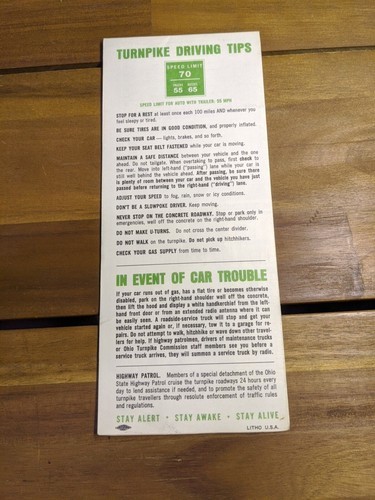 TURNPIKE DRIVING TIPS
SPEED LIMIT
70
55 65
SPEED LIMIT FOR AUTO WITH TRAILER, 50 MPH
STOP FOR A REST at least once each 100 miles AND whenever you
feel sleepy or tired.
BE SURE TIRES ARE IN GOOD CONDITION, and properly inflated
CHECK YOUR CAR — lights, brakes, and so forth.
KEEP YOUR SEAT BELT FASTENED while your car is moving.
MAINTAIN A SAFE DISTANCE between your vehicle and the one
ahead. Do not tailgate. When overtaking to pass, first check to
the rear. Move into left-hand ("passing") lane while your car is
still well behind the vehicle ahead. After passing, be sure there
is plenty of room between your car and the vehicle you have just
passed before returning to the right-hand ("driving") lane.
ADJUST YOUR SPEED to fog, rain, snow or icy conditions.
DON'T BE A SLOWPOKE DRIVER. Keep moving.
NEVER STOP ON THE CONCRETE ROADWAY. Stop or park only in
emergencies, well off the concrete on the right-hand shoulder.
DO NOT MAKE U-TURNS. Do not cross the center divider.
DO NOT WALK on the turnpike. Do not pick up hitchhikers.
CHECK YOUR GAS SUPPLY from time to time.
IN EVENT OF CAR TROUBLE
If your car runs out of gas, has a flat tire or becomes otherwise
disabled, park on the right-hand shoulder well off the concrete,
then lift the hood and display a white handkerchief from the left-
hand front door or from an extended radio antenna where it can
be easily seen. A roadside-service truck will stop and get your
vehicle started again or, if necessary, tow it to a garage for re-
pairs. Do not attempt to walk, hitchhike or wave down other travel-
lers for help. If highway patrolmen, drivers of maintenance trucks
or Ohio Turnpike Commission staff members see you before a
service truck arrives, they will summon a service truck by radio.
HIGHWAY PATROL. Members of a special detachment of the Ohio
State Highway Patrol cruise the turnpike roadways 24 hours every
day to lend assistance if needed, and to promote the safety of all
turnpike travellers through resolute enforcement of traffic rules
and regulations.
STAY ALERT • STAY AWAKE • STAY ALIVE
LITHO U.S.A.